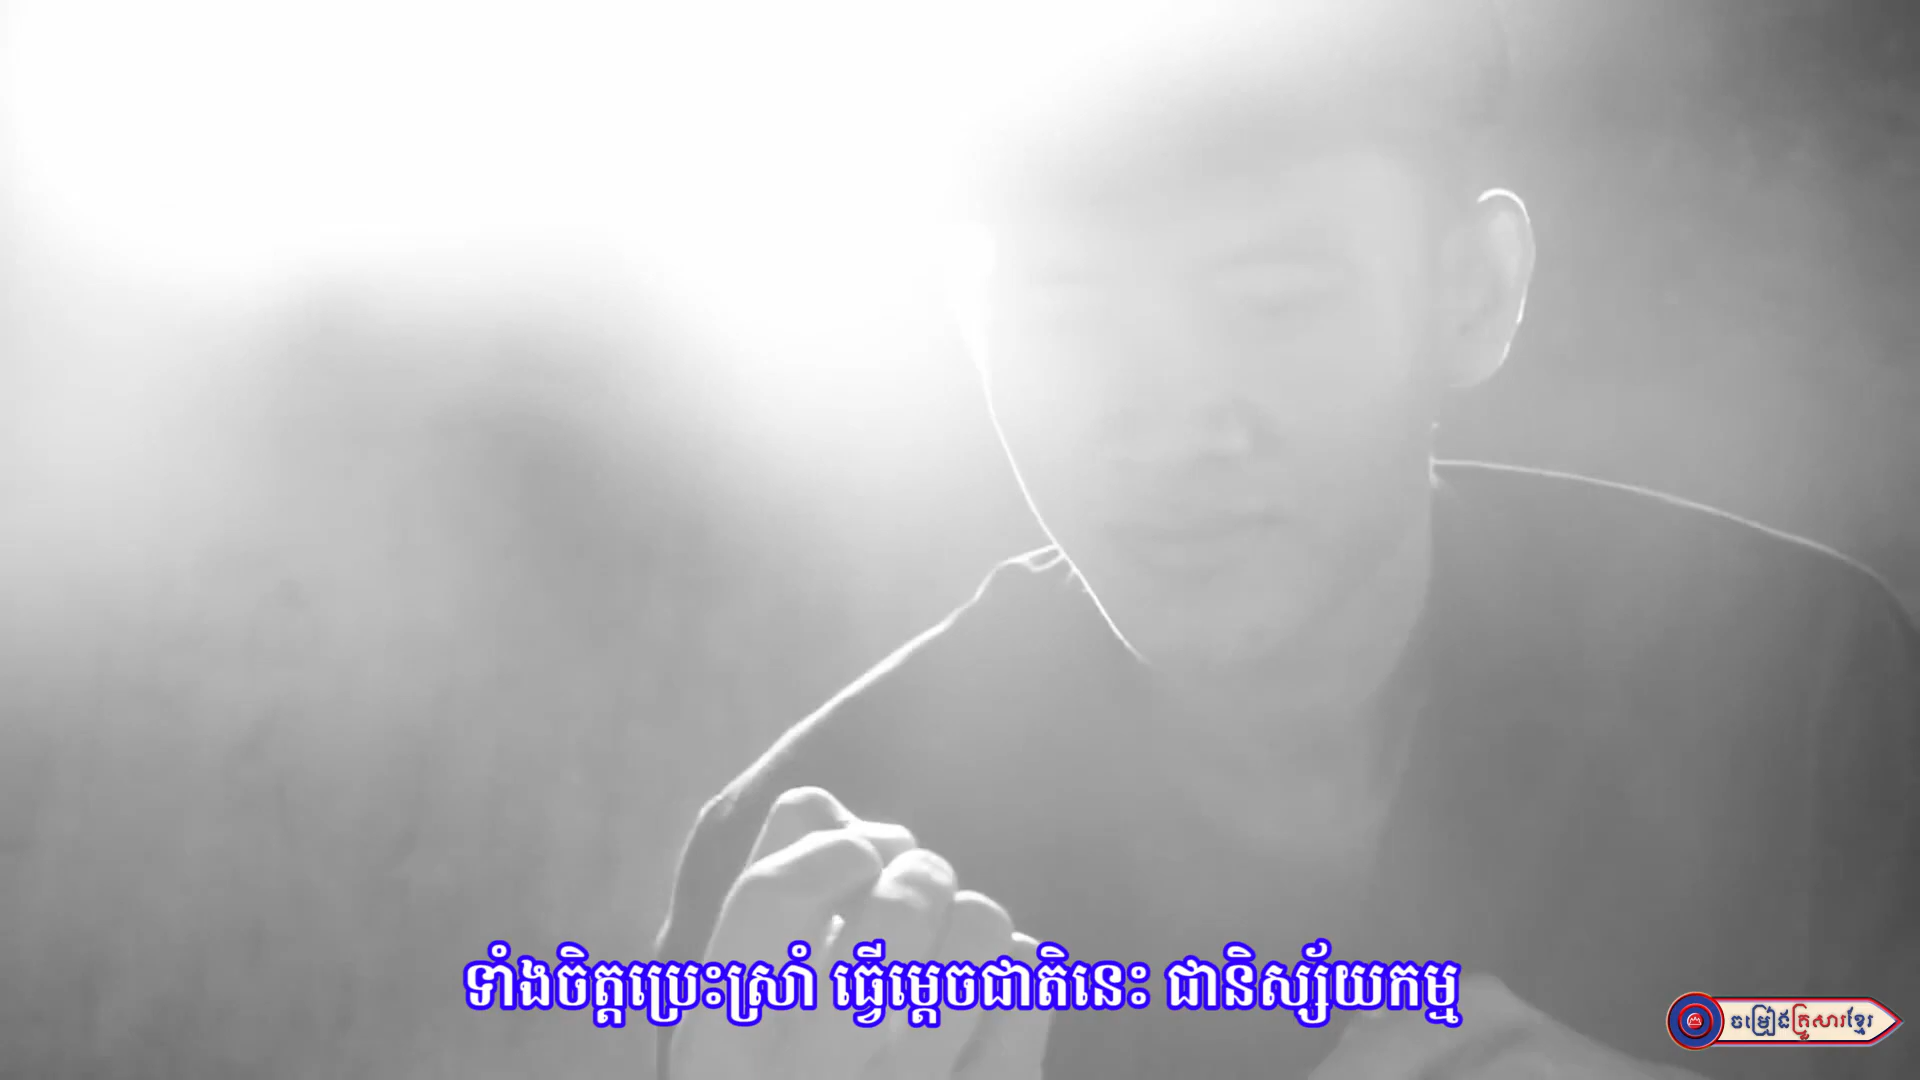 ទាំងចិត្តប្រេះស្រាំ ធ្វើម្ដេចជាតិនេះ ជានិស្ស័យកម្ម
ចម្រៀងគ្រួសារខ្មែរ